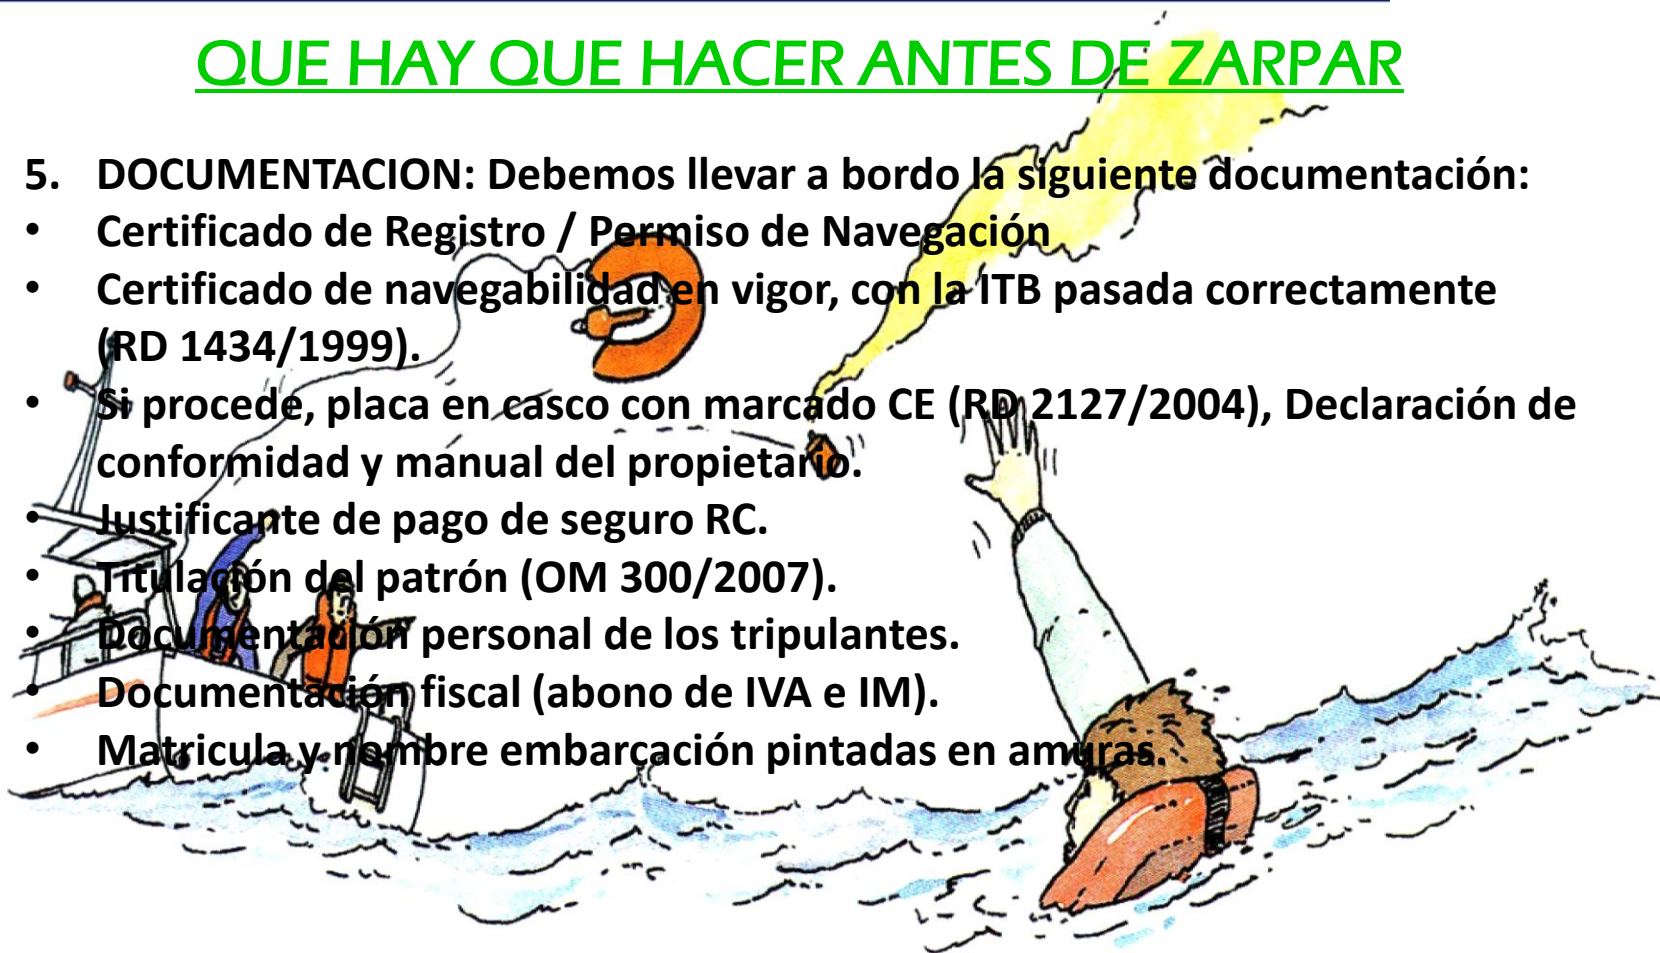 QUE HAY QUE HACER ANTES DE ZARPAR
5. DOCUMENTACION: Debemos llevar a bordo la siguiente documentación:
• Certificado de Registro / Permiso de Navegación
• Certificado de navegabilidad en vigor, con la ITB pasada correctamente
(RD 1434/1999).
• Si procede, placa en casco con marcado CE (RD 2127/2004), Declaración de
conformidad y manual del propietario.
• Justificante de pago de seguro RC.
• Titulación del patrón (OM 300/2007).
• Documentación personal de los tripulantes.
• Documentación fiscal (abono de IVA e IM).
• Matricula y nombre embarcación pintadas en amuras.